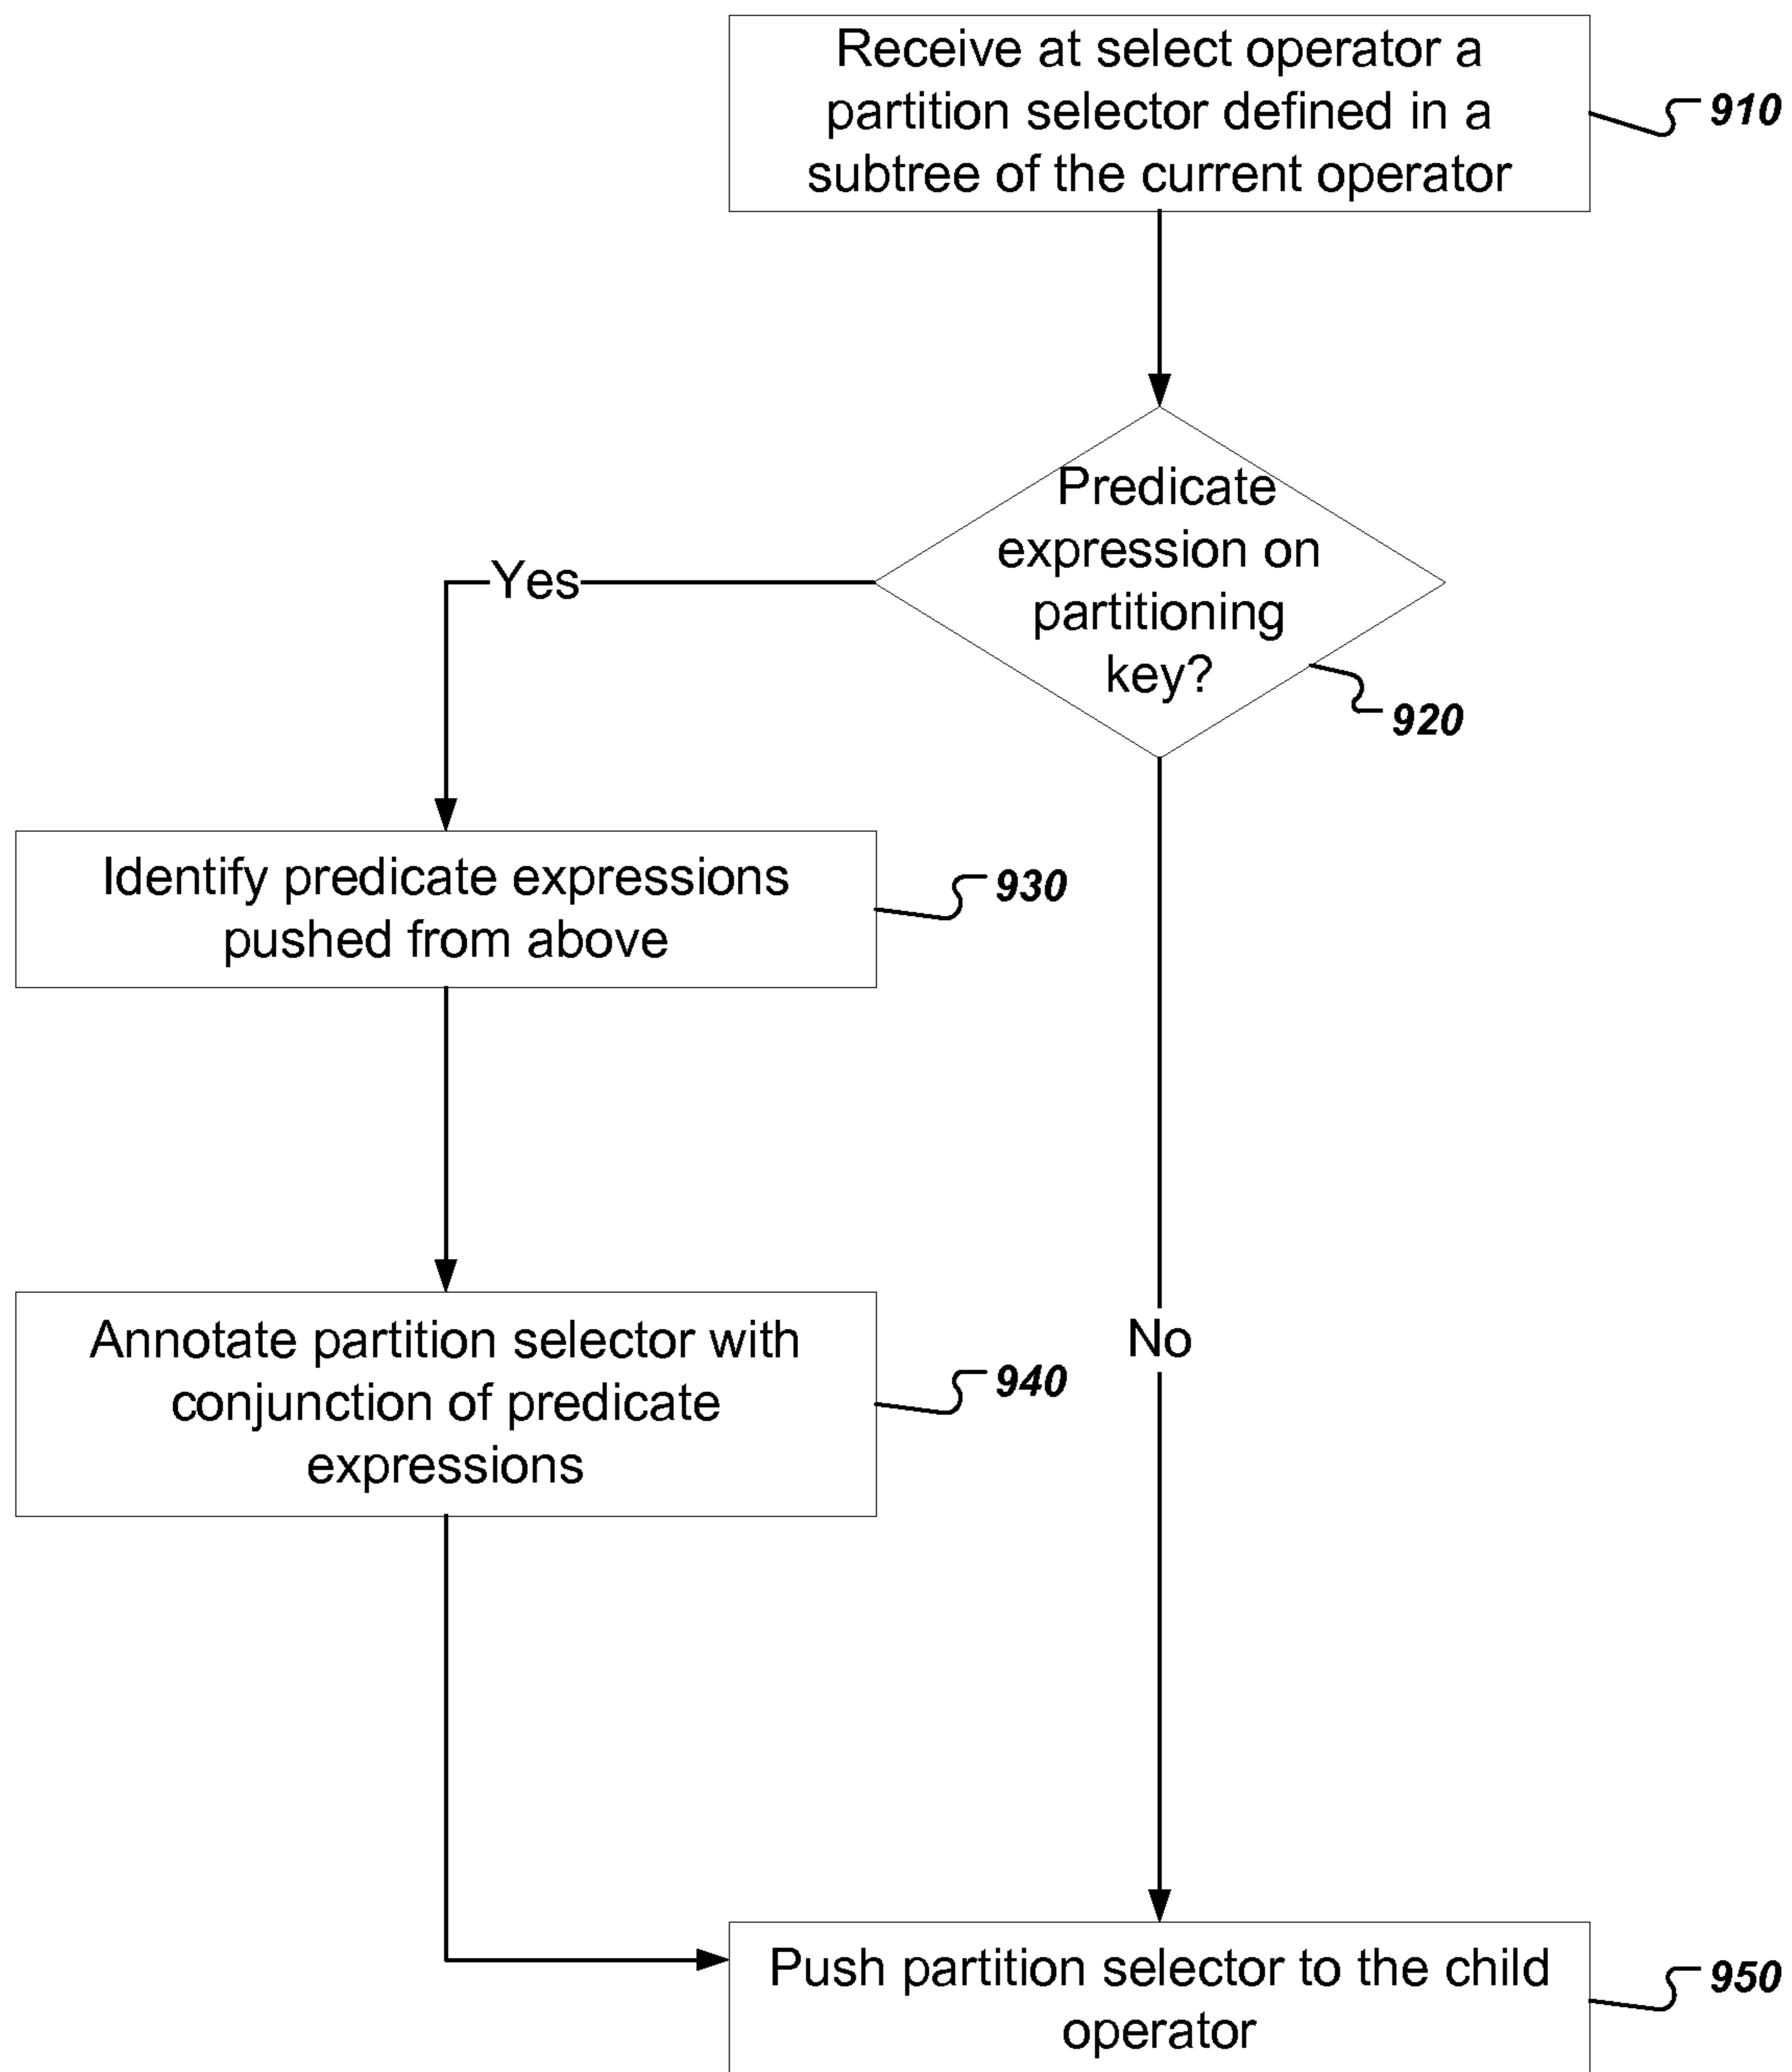 Receive at select operator a
partition selector defined in a
subtree of the current operator
910
Predicate
expression on
partitioning
key?
920
Yes
Identify predicate expressions
pushed from above
930
Annotate partition selector with
conjunction of predicate
expressions
940
No
Push partition selector to the child
operator
950